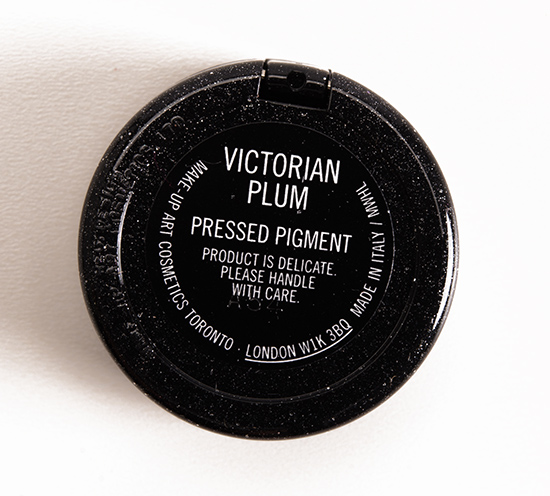 VICTORIAN
PLUM
PRESSED PIGMENT
PRODUCT IS DELICATE.
PLEASE HANDLE
WITH CARE.
MAKE-UP ART COSMETICS TORONTO · LONDON W1K 3BQ MADE IN ITALY / MWHL